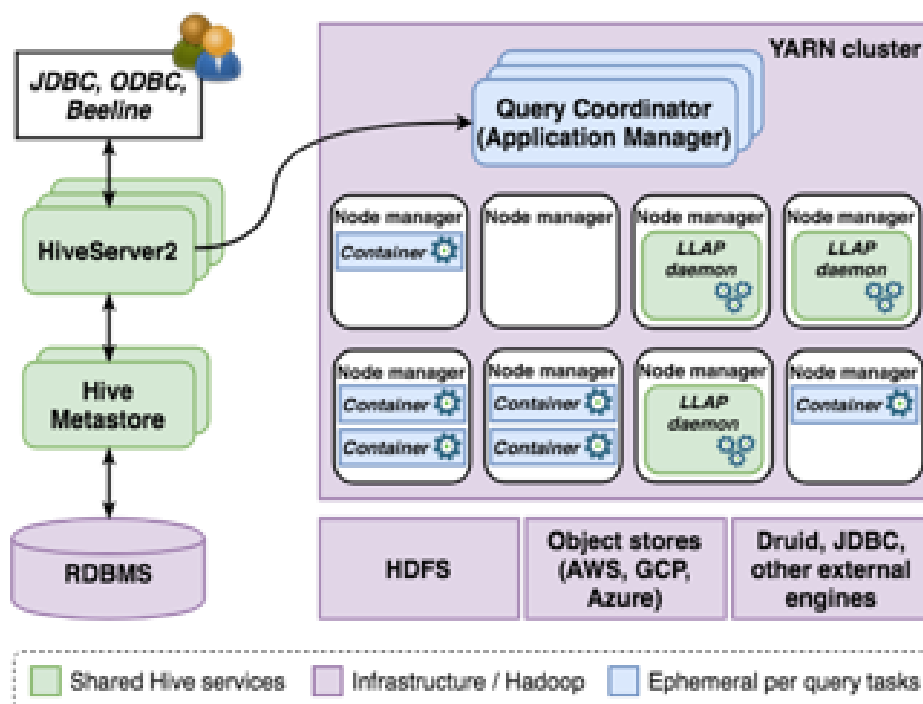 JDBC, ODBC,
Beeline
HiveServer2
Hive
Metastore
RDBMS
YARN cluster
Query Coordinator
(Application Manager)
Node manager
Container
Node manager
Node manager
LLAP
daemon
Node manager
LLAP
daemon
Node manager
Container
Container
Node manager
Container
Container
Node manager
LLAP
daemon
Node manager
Container
HDFS
Object stores
(AWS, GCP,
Azure)
Druid, JDBC,
other external
engines
Shared Hive services
Infrastructure / Hadoop
Ephemeral per query tasks